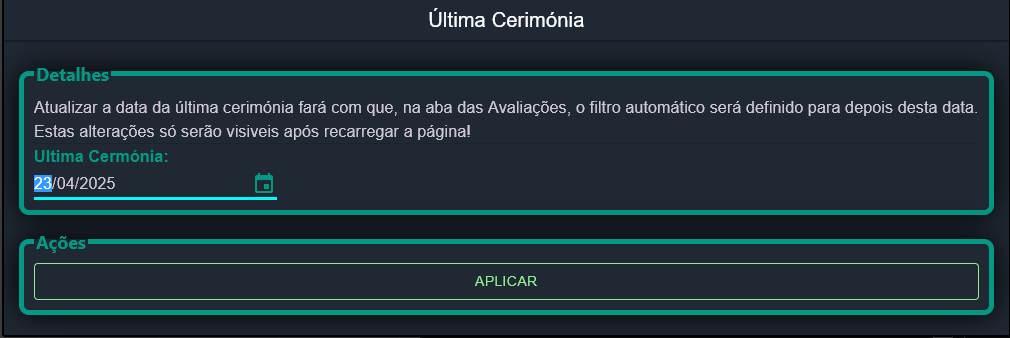 Última Cerimónia
Detalhes
Atualizar a data da última cerimónia fará com que, na aba das Avaliações, o filtro automático será definido para depois desta data.
Estas alterações só serão visiveis após recarregar a página!
Ultima Cermónia:
23/04/2025
Ações
APLICAR